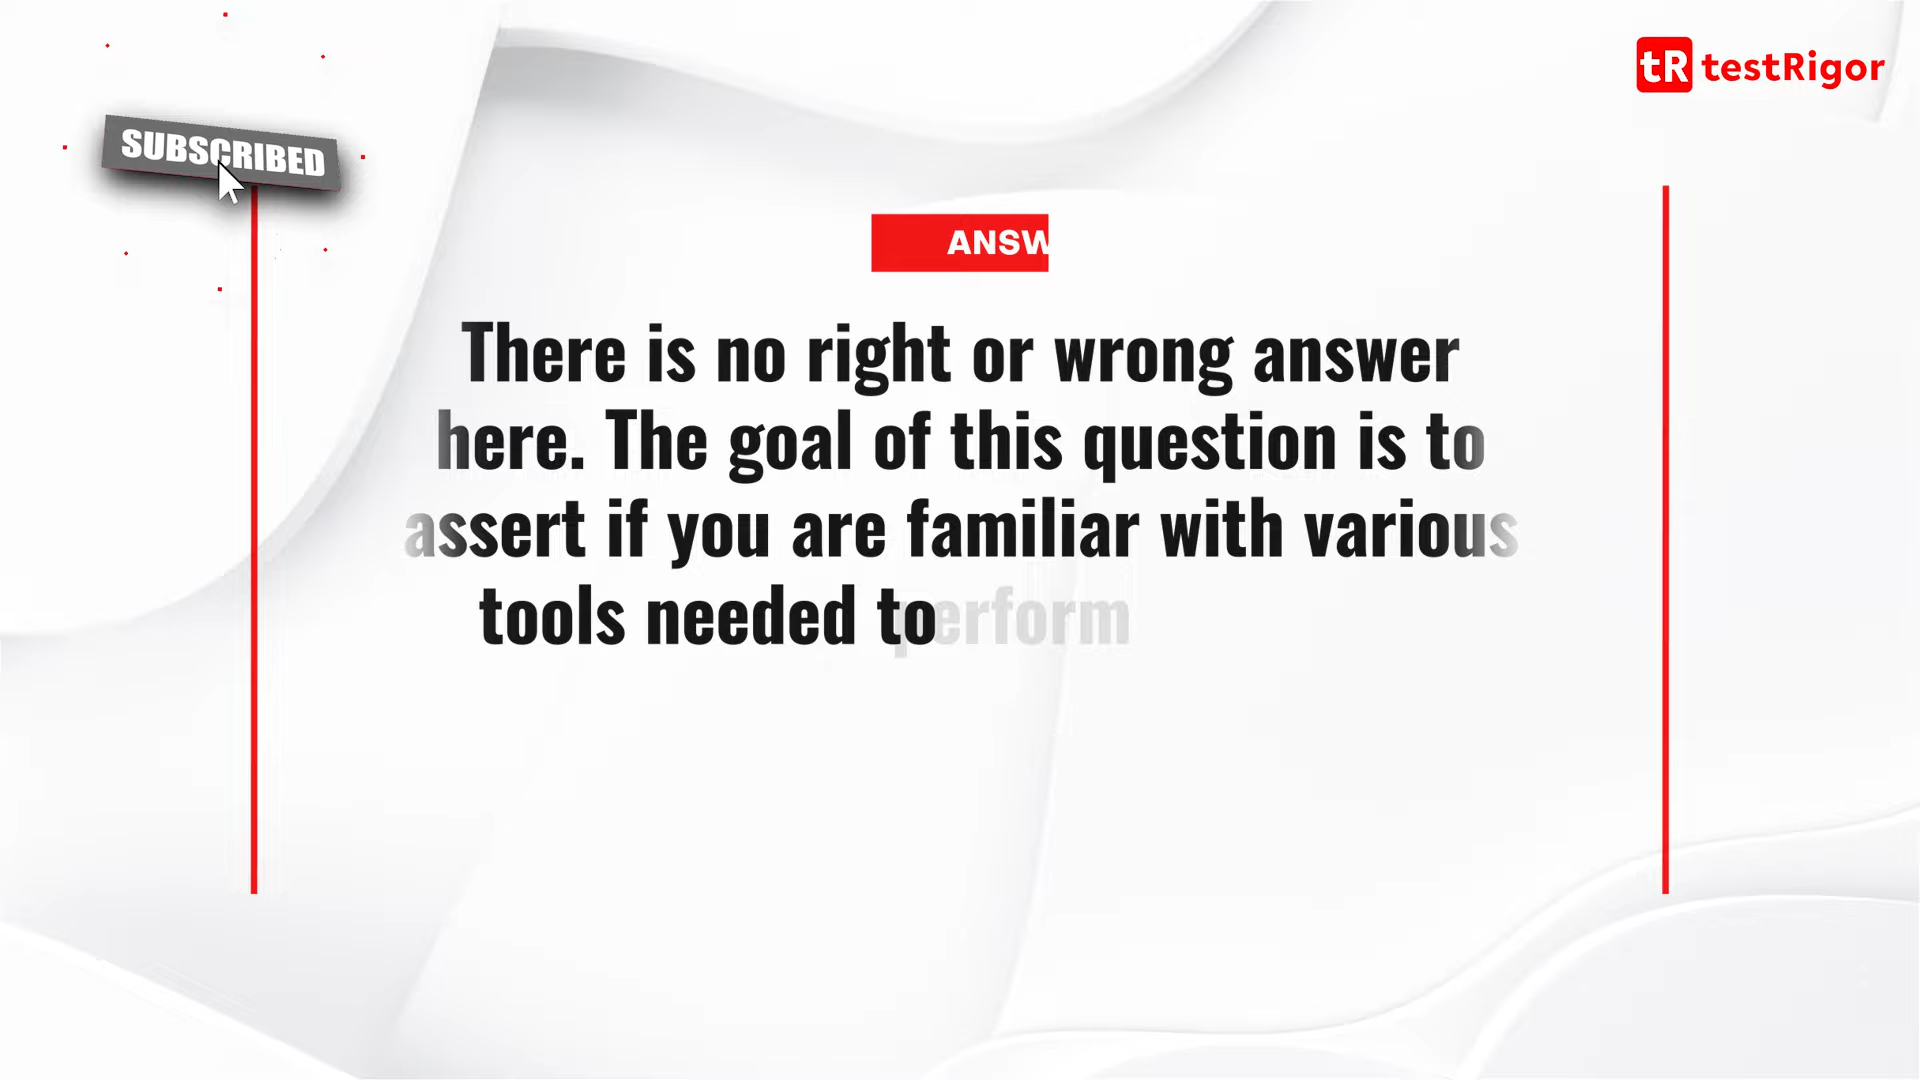 tR testRigor
SUBSCRIBED
ANSW
There is no right or wrong answer
here. The goal of this question is to
assert if you are familiar with various
tools needed to perform